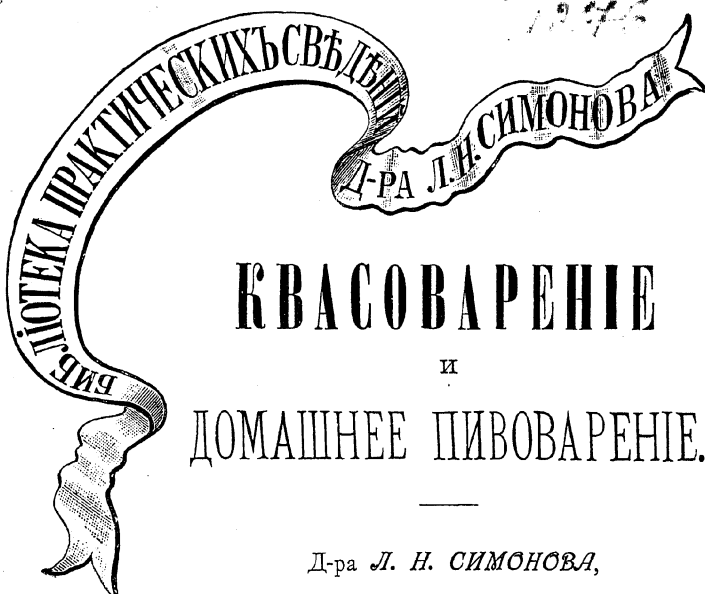 БИБЛІОТЕКА ПРАКТИЧЕСКИХЪ СВѢДѢНІЙ
Д-РА Л. Н. СИМОНОВА.
КВАСОВАРЕНІЕ
и
ДОМАШНЕЕ ПИВОВАРЕНІЕ.
Д-ра Л. Н. СИМОНОВА,